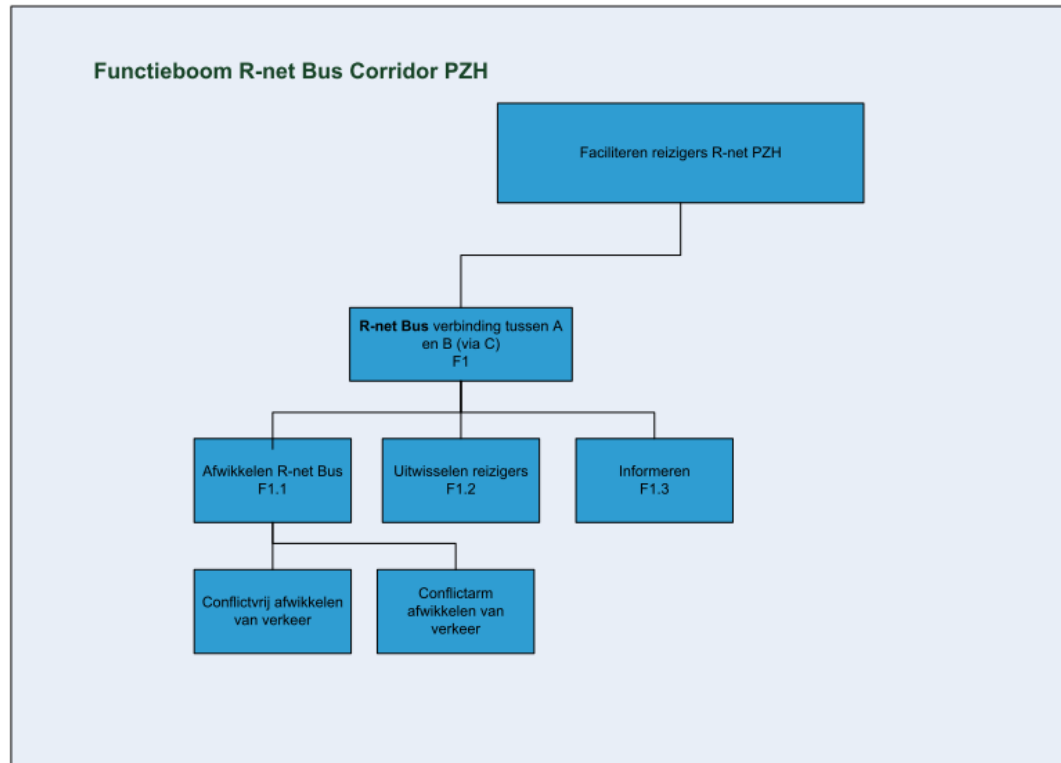 Functieboom R-net Bus Corridor PZH
Faciliteren reizigers R-net PZH
R-net Bus verbinding tussen A
en B (via C)
F1
Afwikkelen R-net Bus
F1.1
Uitwisselen reizigers
F1.2
Informeren
F1.3
Conflictvrij afwikkelen
van verkeer
Conflictarm
afwikkelen van
verkeer